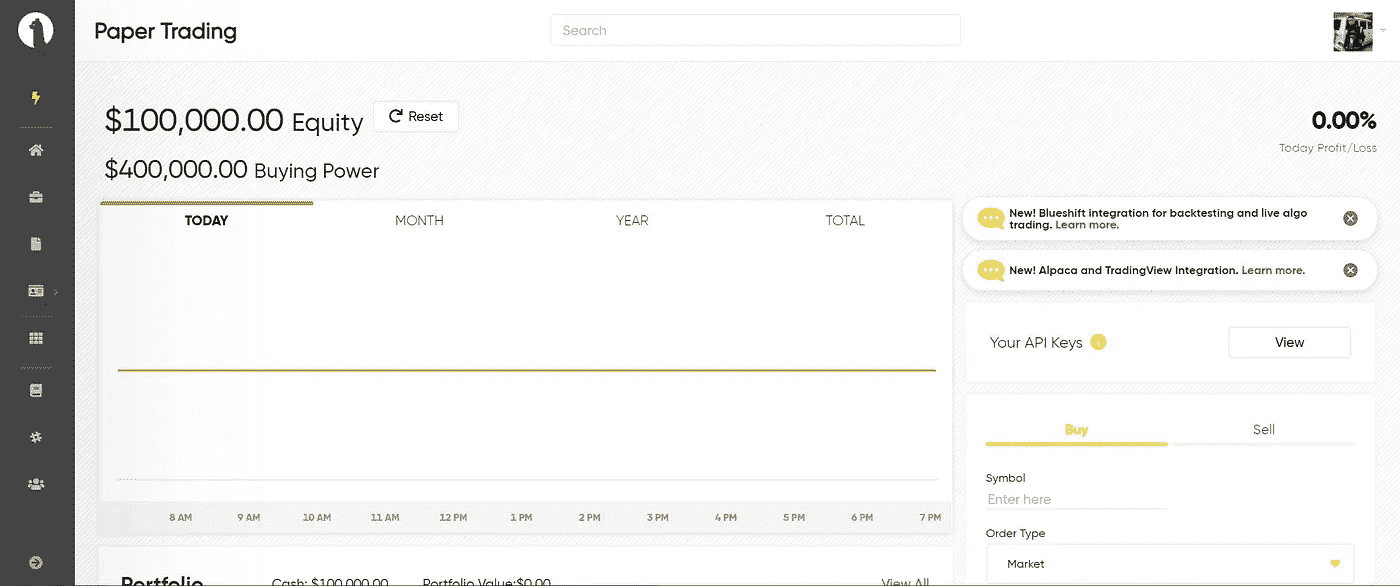 Paper Trading
Search
$100,000.00 Equity
Reset
$400,000.00 Buying Power
0.00%
Today Profit/Loss
TODAY
MONTH
YEAR
TOTAL
New! Blueshift integration for backtesting and live algo
trading. Learn more.
New! Alpaca and TradingView Integration. Learn more.
Your API Keys
View
Buy
Sell
Symbol
Enter here
Order Type
Market
8 AM
9 AM
10 AM
11 AM
12 PM
1 PM
2 PM
3 PM
4 PM
5 PM
6 PM
7 PM
Portfolio
Cash: $100,000.00
Portfolio Value:$0.00
View All